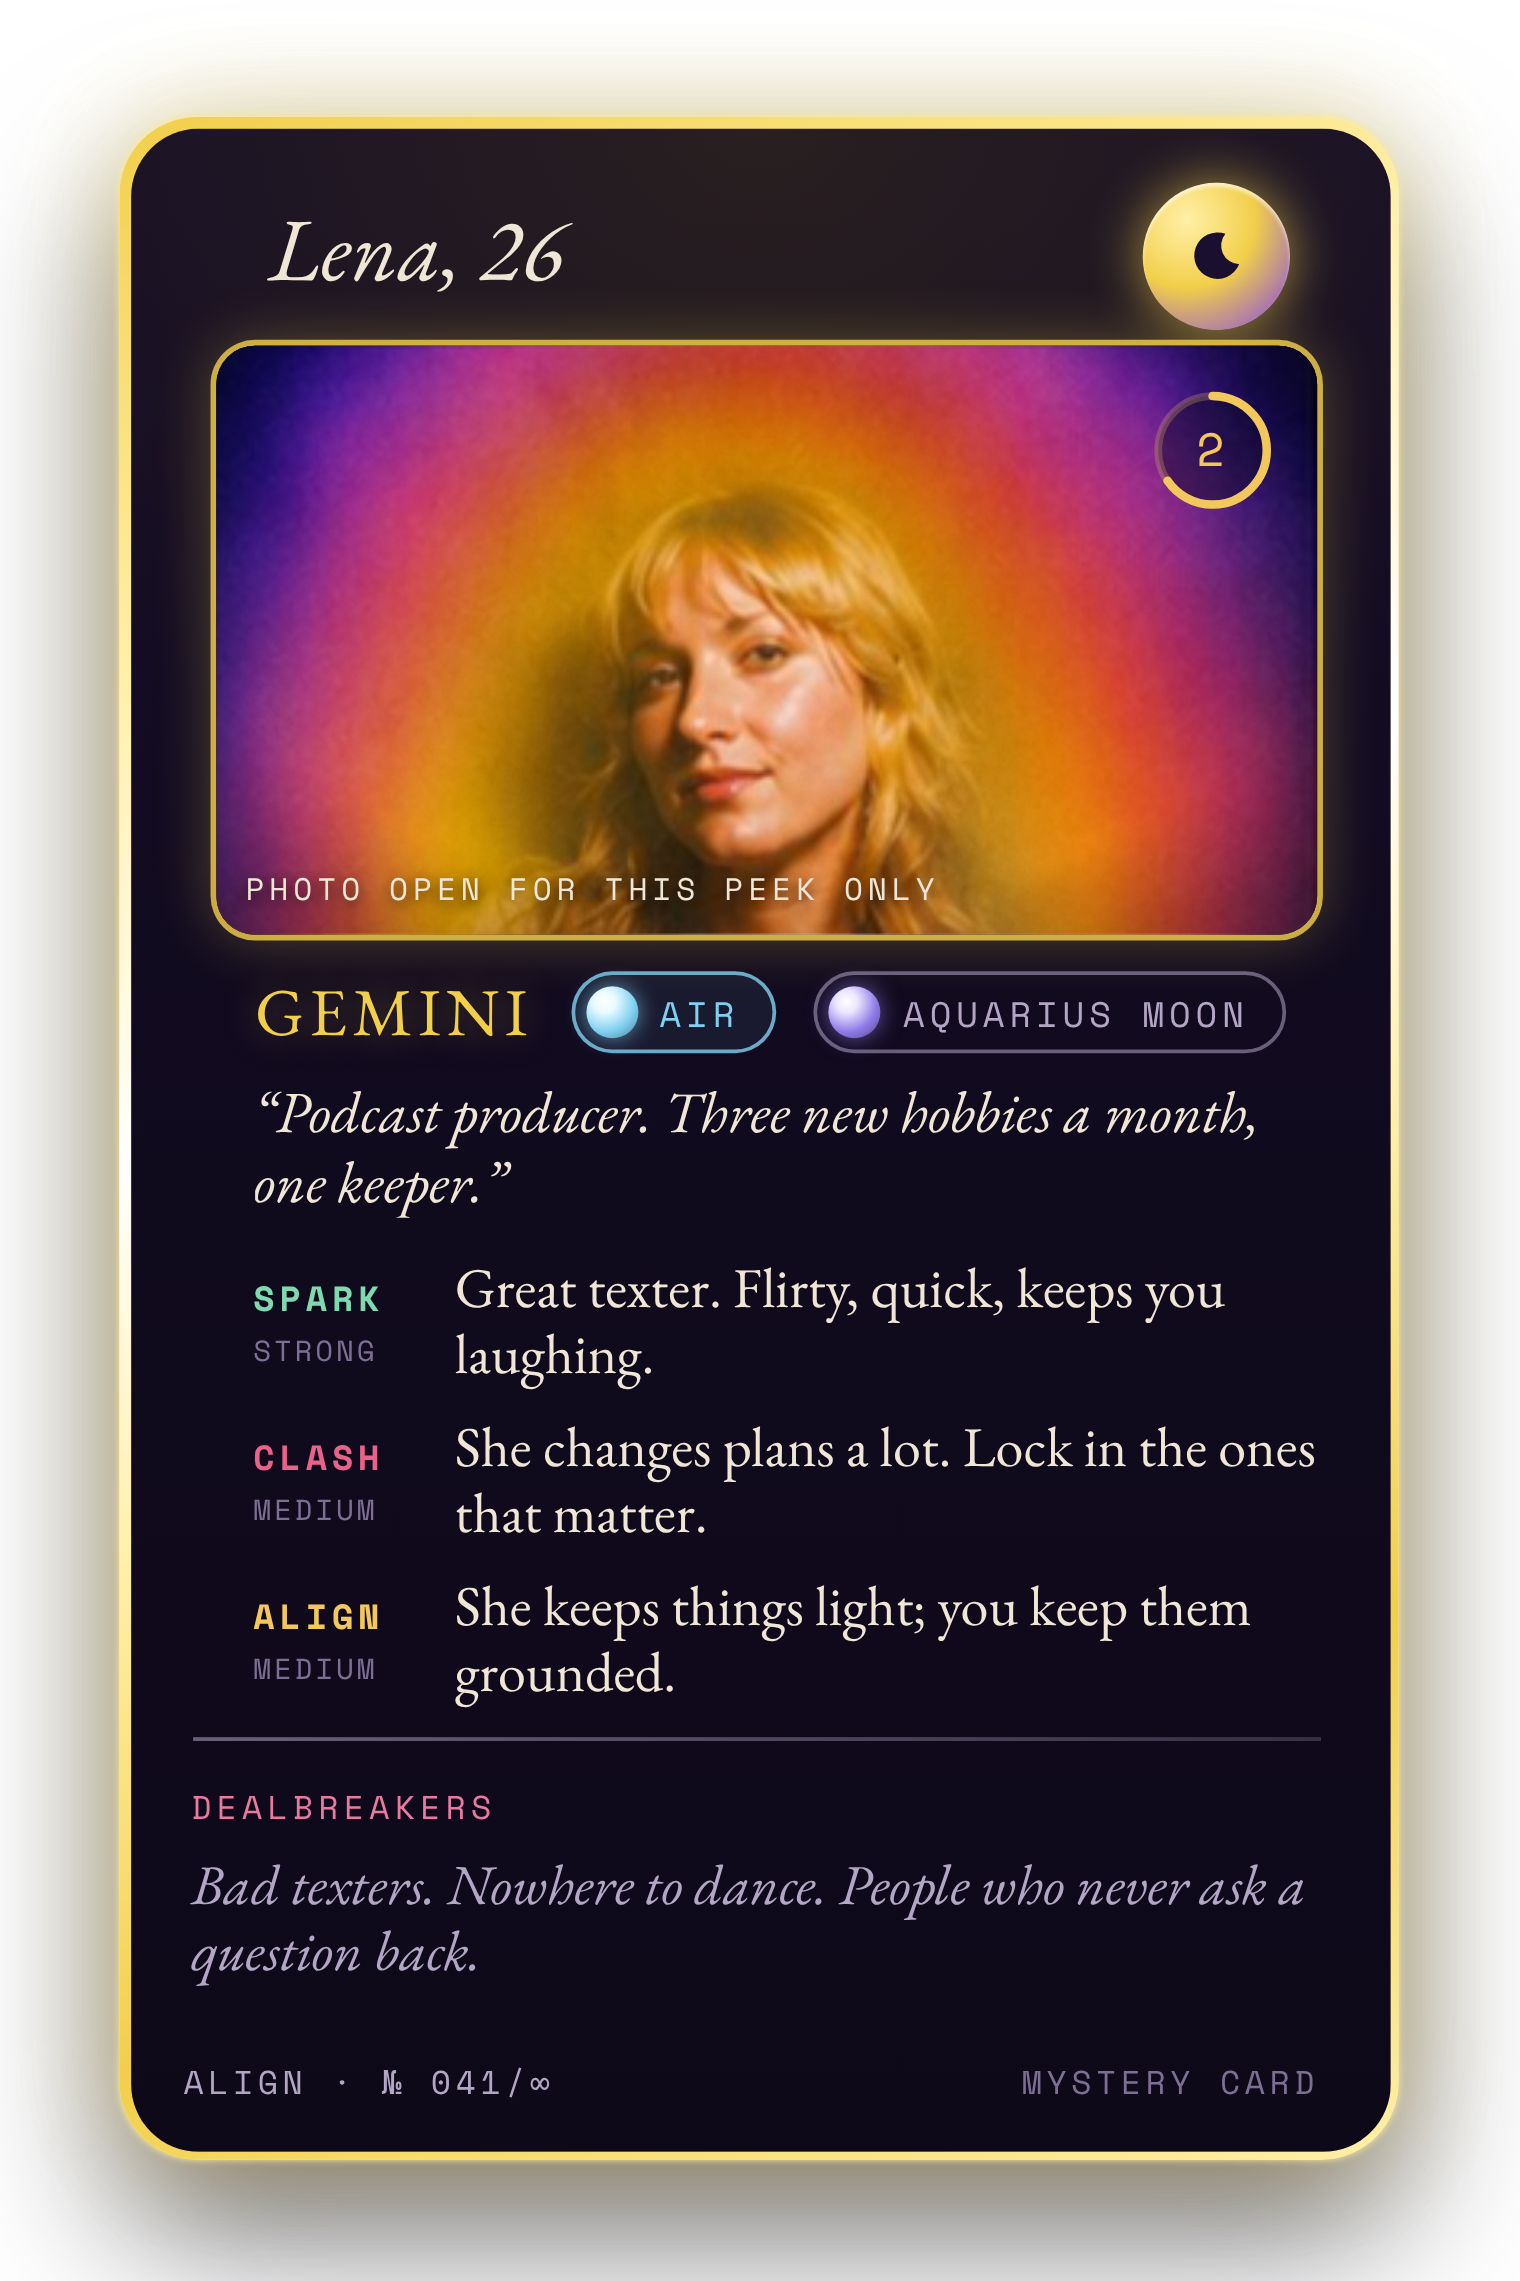 Lena, 26
2
PHOTO OPEN FOR THIS PEEK ONLY
GEMINI AIR AQUARIUS MOON
“Podcast producer. Three new hobbies a month,
one keeper.”
SPARK Great texter. Flirty, quick, keeps you
STRONG laughing.
CLASH She changes plans a lot. Lock in the ones
MEDIUM that matter.
ALIGN She keeps things light; you keep them
MEDIUM grounded.
DEALBREAKERS
Bad texters. Nowhere to dance. People who never ask a
question back.
ALIGN · № 041/∞ MYSTERY CARD